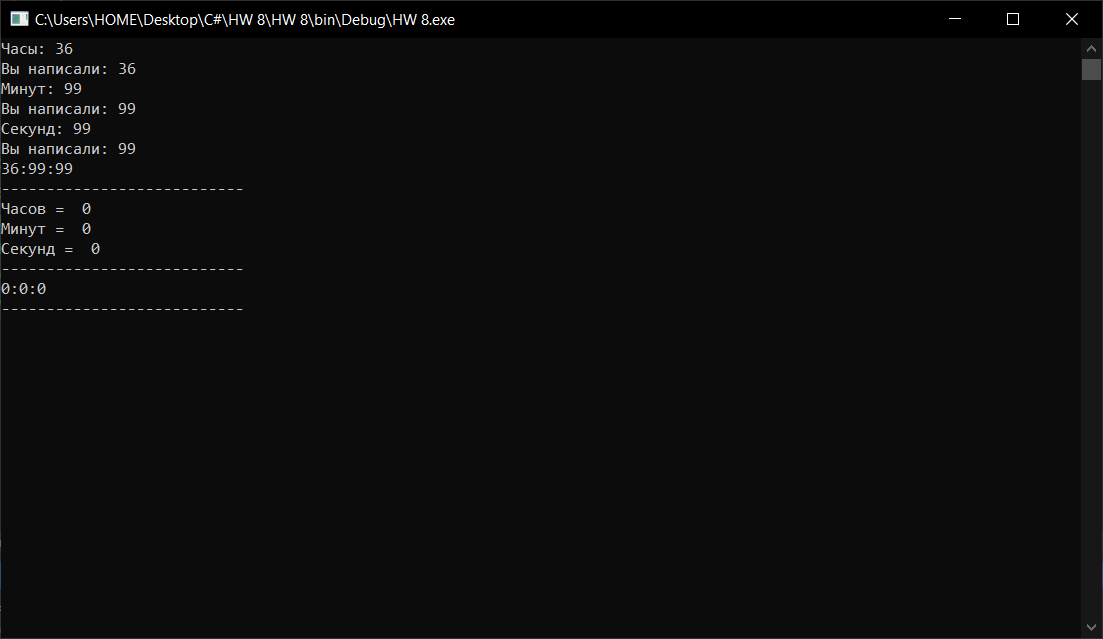 C:\Users\HOME\Desktop\C#\HW 8\HW 8\bin\Debug\HW 8.exe
Часы: 36
Вы написали: 36
Минут: 99
Вы написали: 99
Секунд: 99
Вы написали: 99
36:99:99
---------------------------
Часов =  0
Минут =  0
Секунд =  0
---------------------------
0:0:0
---------------------------